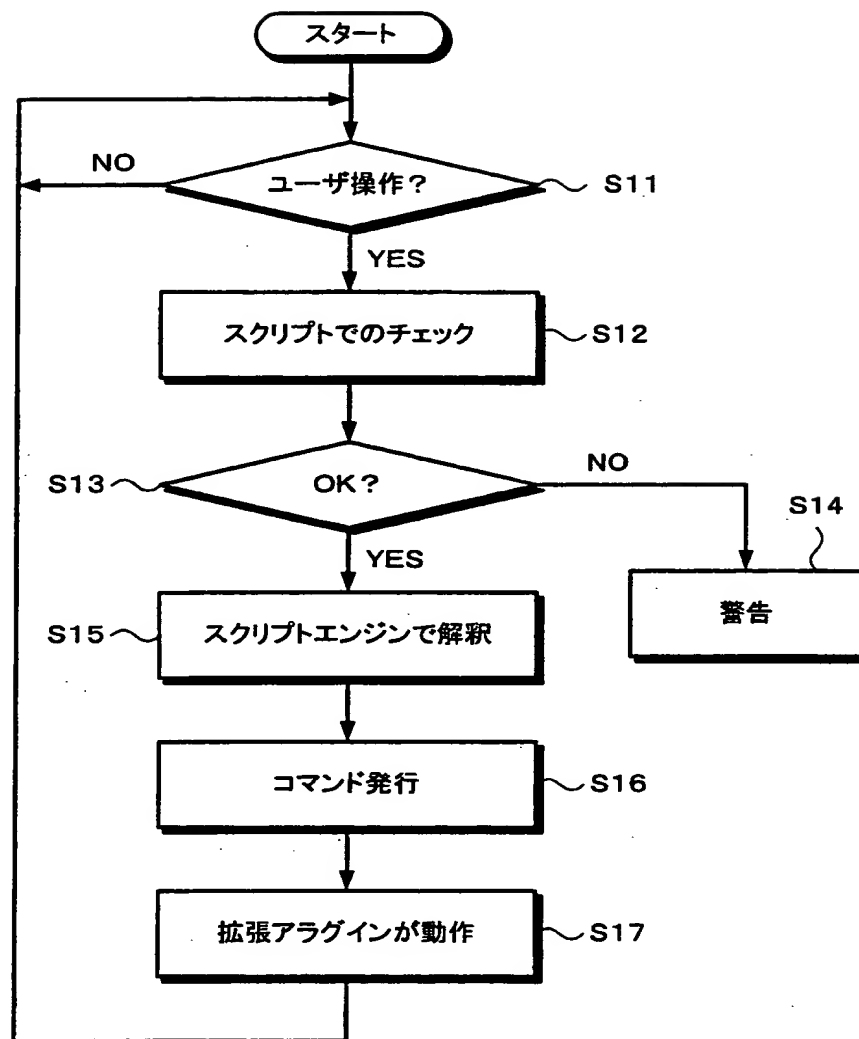 スタート
NO
ユーザ操作?
S11
YES
スクリプトでのチェック
S12
S13
OK?
NO
S14
YES
警告
S15
スクリプトエンジンで解釈
コマンド発行
S16
拡張アラグインが動作
S17